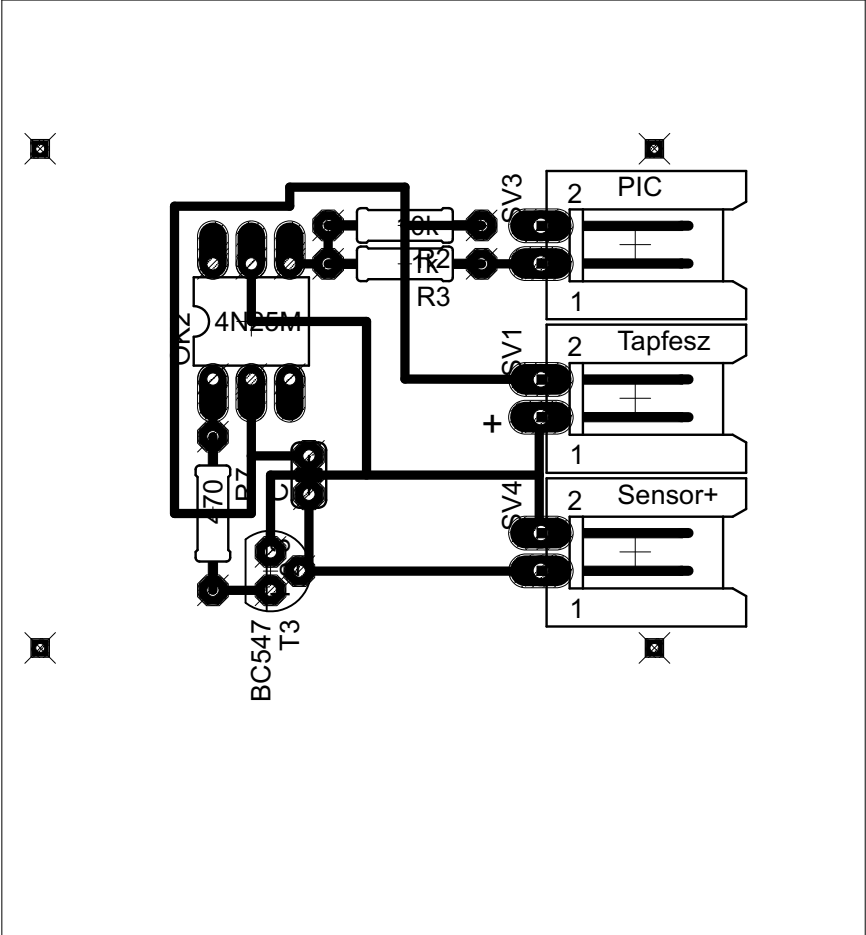 SV3
2
PIC
10k
R2
1k
R3
1
OK2
4N25M
SV1
2
Tapfesz
+
1
R7
470
SV4
2
Sensor+
1
BC547
T3